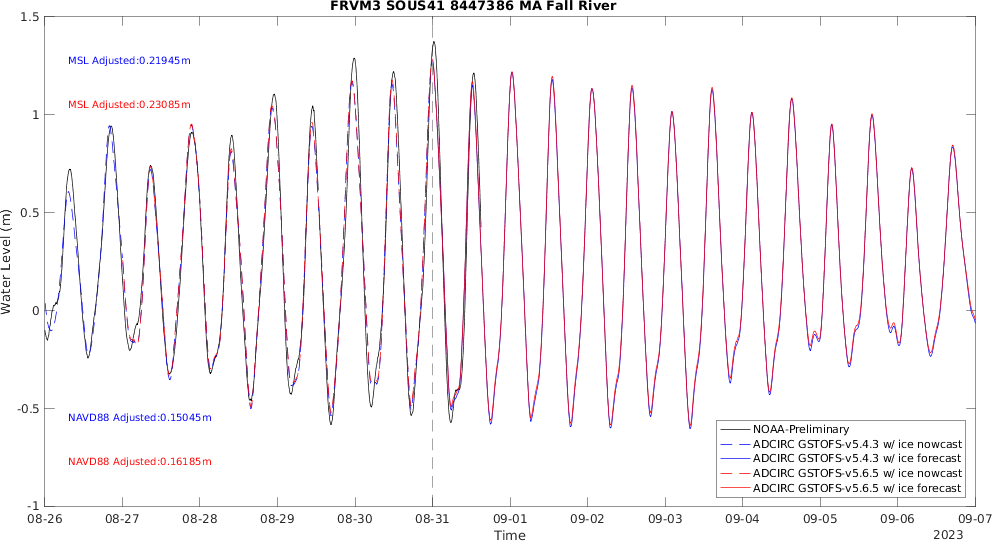 FRVM3 SOUS41 8447386 MA Fall River
1.5
1
0.5
0
-0.5
-1
Water Level (m)
MSL Adjusted:0.21945m
MSL Adjusted:0.23085m
NAVD88 Adjusted:0.15045m
NAVD88 Adjusted:0.16185m
NOAA-Preliminary
ADCIRC GSTOFS-v5.4.3 w/ ice nowcast
ADCIRC GSTOFS-v5.4.3 w/ ice forecast
ADCIRC GSTOFS-v5.6.5 w/ ice nowcast
ADCIRC GSTOFS-v5.6.5 w/ ice forecast
08-26 08-27 08-28 08-29 08-30 08-31 09-01 09-02 09-03 09-04 09-05 09-06 09-07
Time
2023